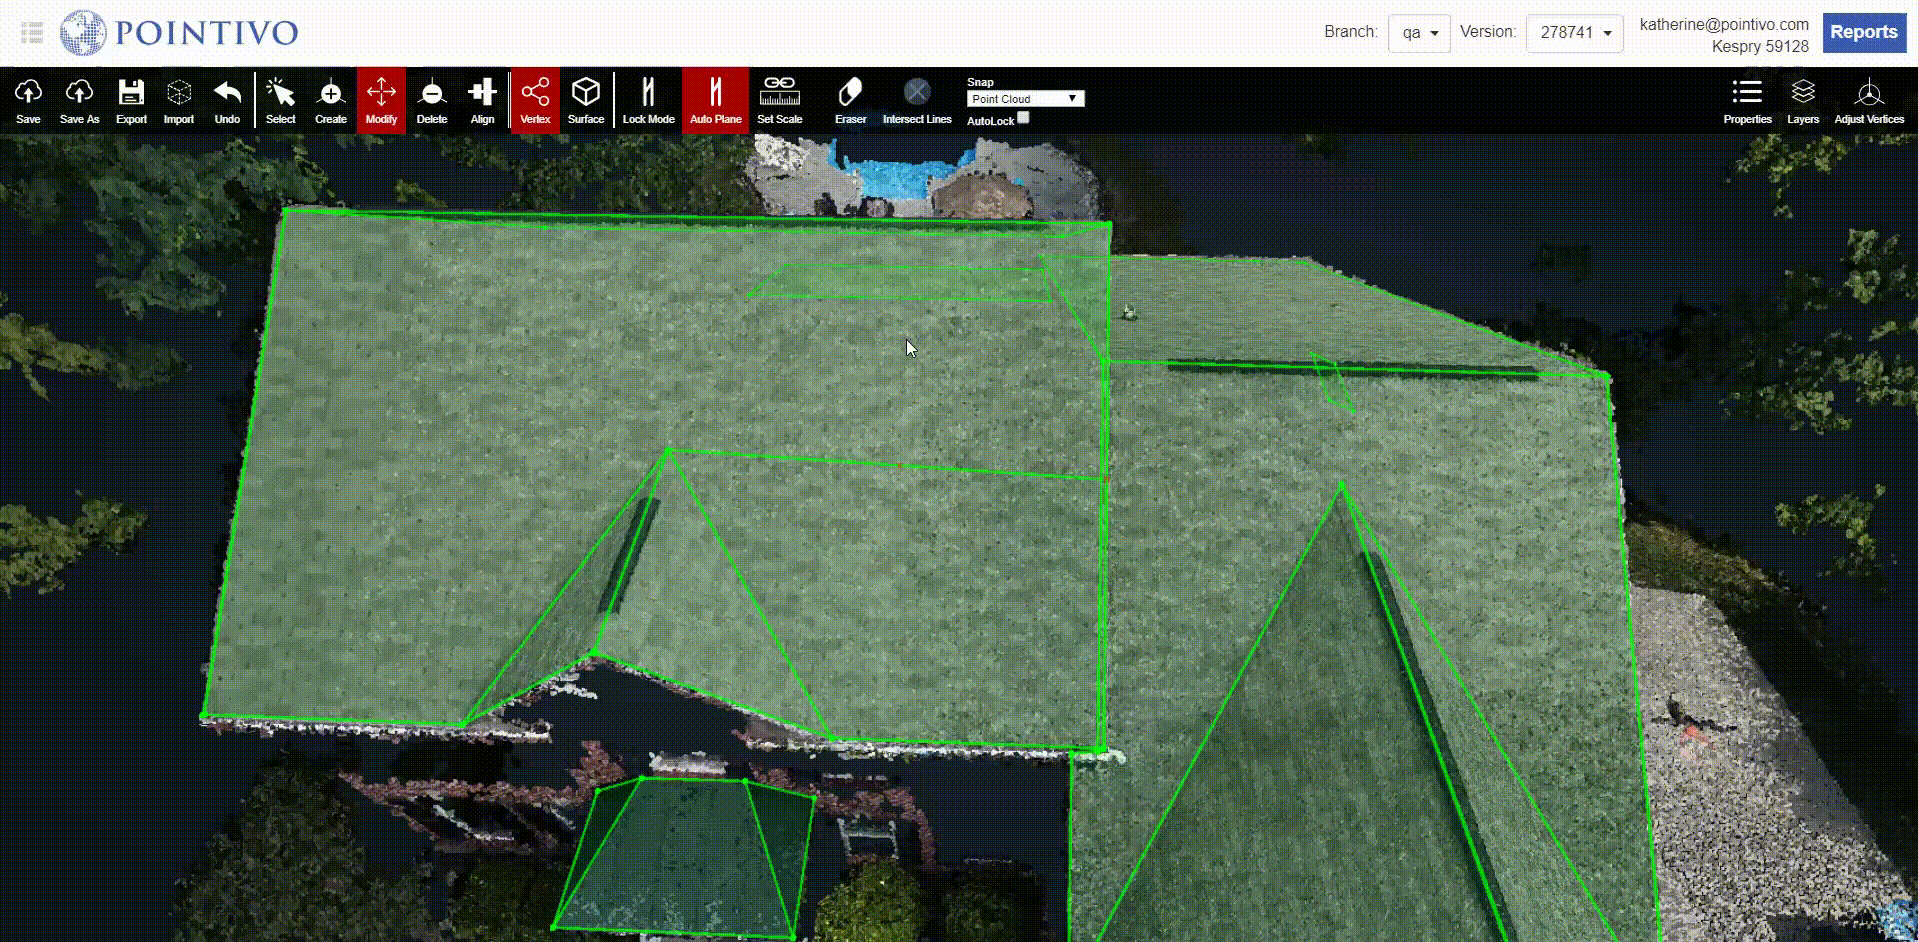 POINTIVO
Branch: qa Version: 278741 katherine@pointivo.com
Kespry 59128
Reports
Save Save As Export Import Undo Select Create Modify Delete Align Vertex Surface Lock Mode Auto Plane Set Scale Eraser Intersect Lines
Snap
Point Cloud
AutoLock
Properties Layers Adjust Vertices